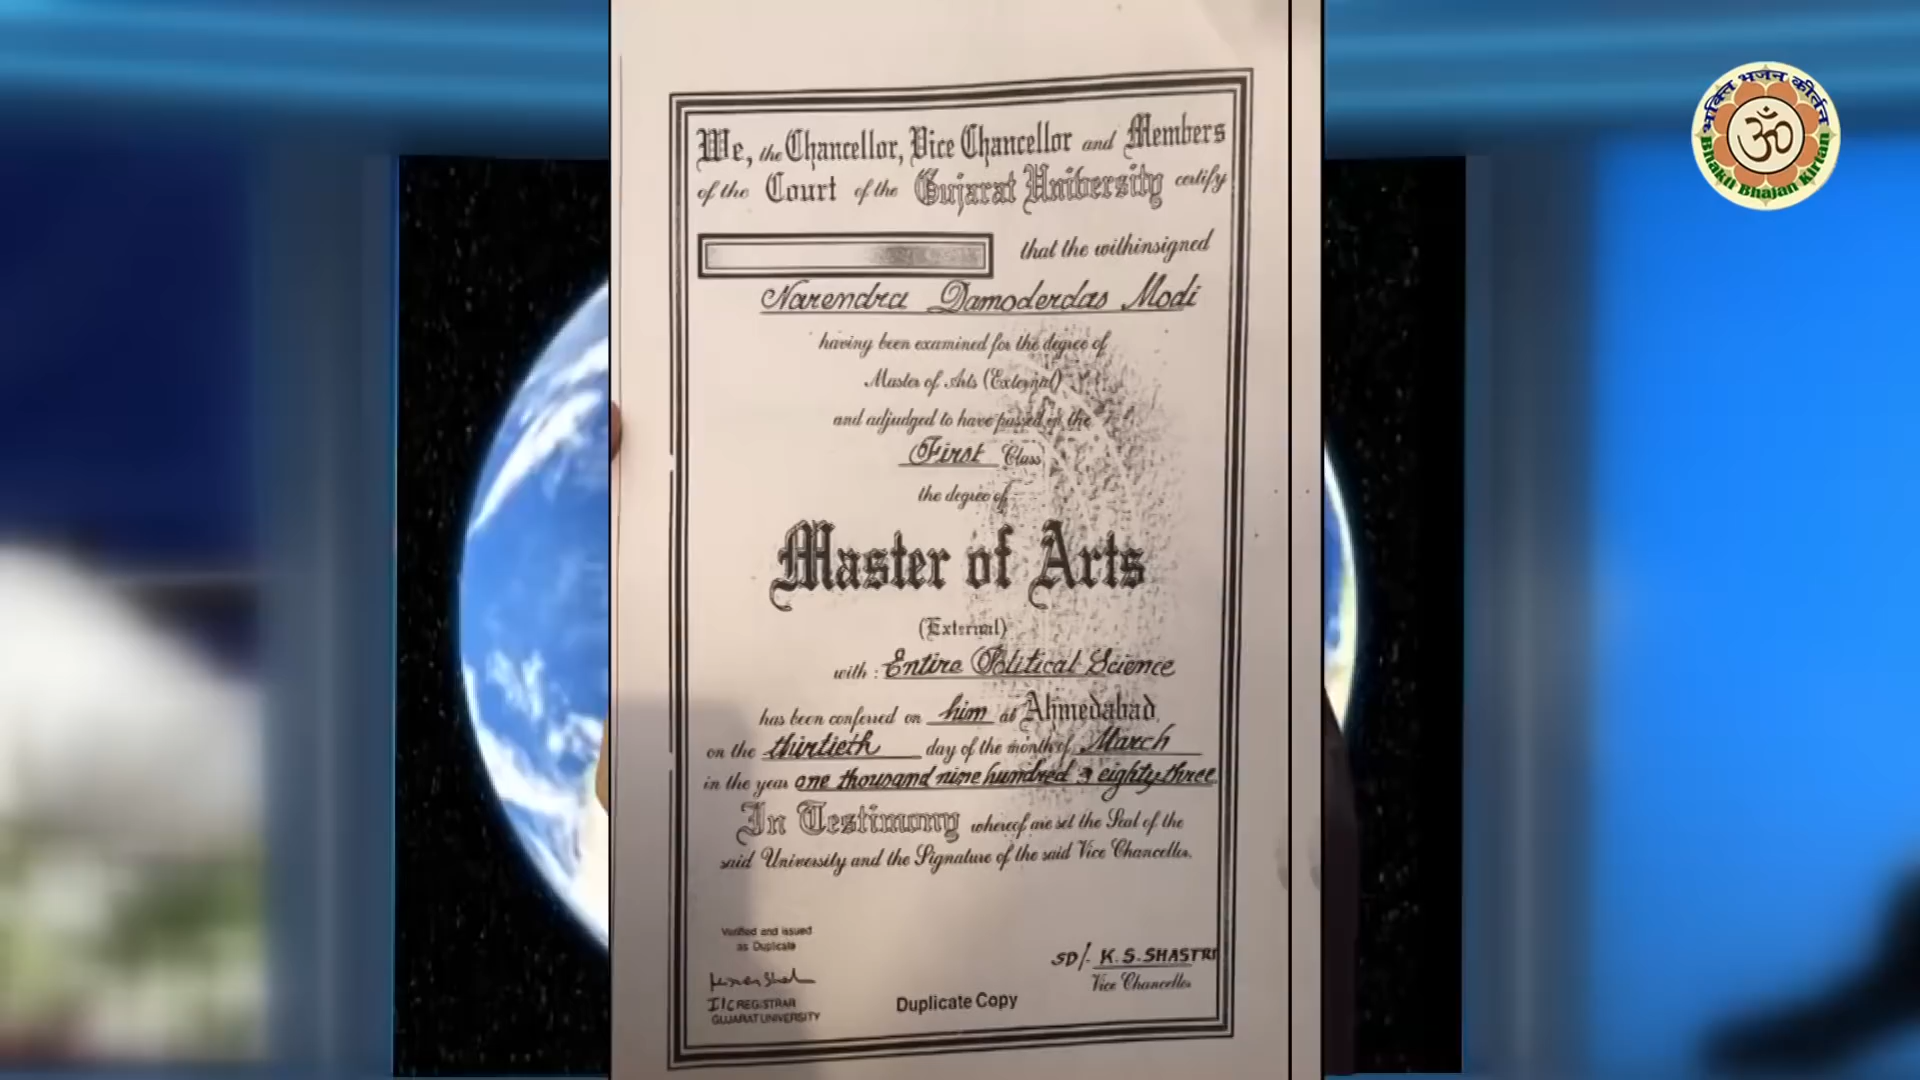 We, the Chancellor, Vice Chancellor and Members
of the Court of the Gujarat University certify
that the withinsigned
Narendra Damoderdas Modi
having been examined for the degree of
Master of Arts (External)
and adjudged to have passed in the
First Class
the degree of
Master of Arts
(External)
with : Entire Political Science
has been conferred on him at Ahmedabad
on the thirtieth day of the month of March
in the year one thousand nine hundred & eighty three
In Testimony whereof are set the Seal of the
said University and the Signature of the said Vice Chancellor.
Verified and issued
as Duplicate
I/C REGISTRAR
GUJARAT UNIVERSITY
Duplicate Copy
SD/- K.S. SHASTRI
Vice Chancellor
भक्ति भजन कीर्तन
ॐ
Bhakti Bhajan Kirtan